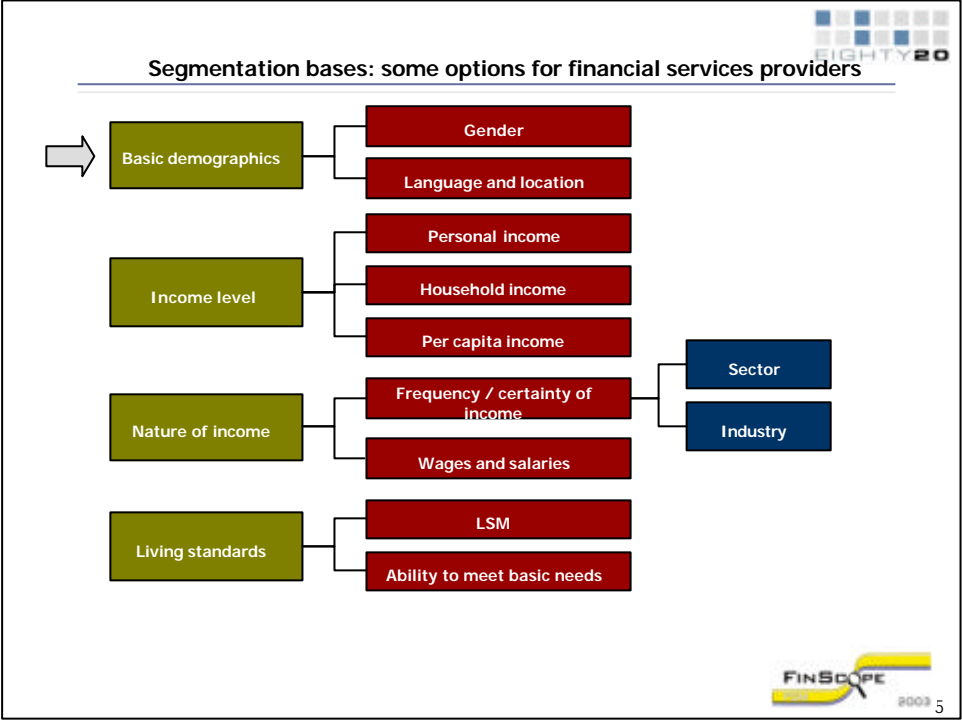 EIGHTY20
Segmentation bases: some options for financial services providers
Basic demographics
Gender
Language and location
Income level
Personal income
Household income
Per capita income
Nature of income
Frequency / certainty of
income
Wages and salaries
Sector
Industry
Living standards
LSM
Ability to meet basic needs
FINSCOPE
2003
5